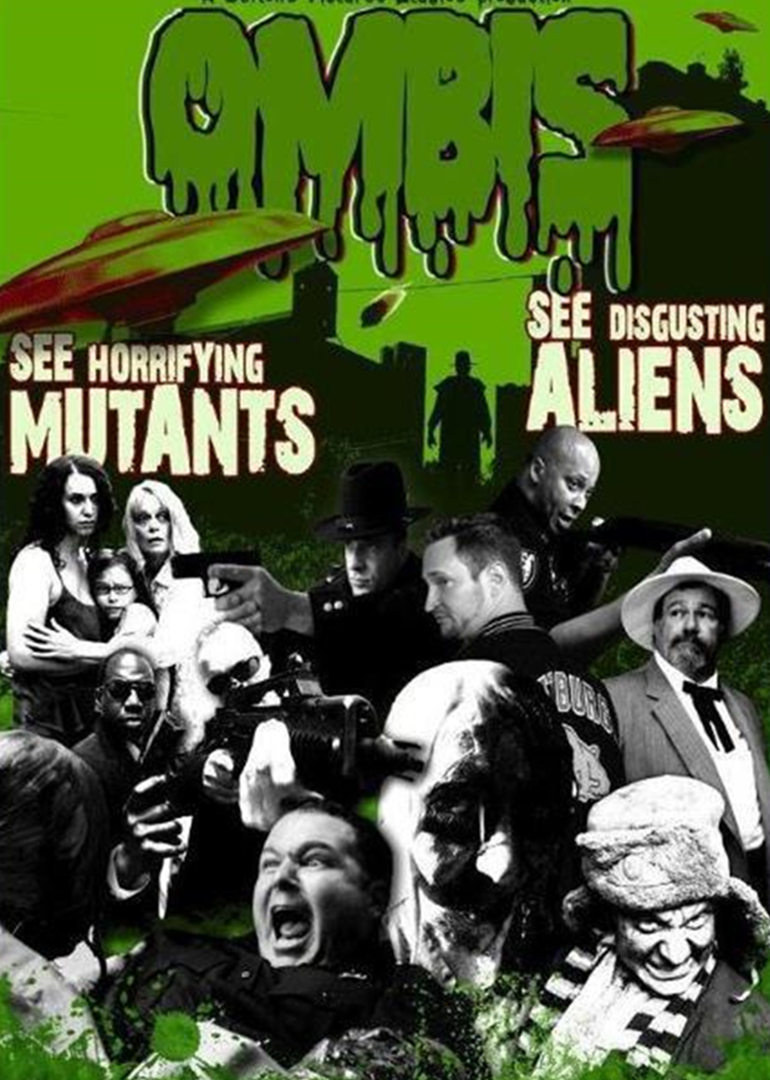 OMBIS
SEE DISGUSTING
ALIENS
SEE HORRIFYING
MUTANTS